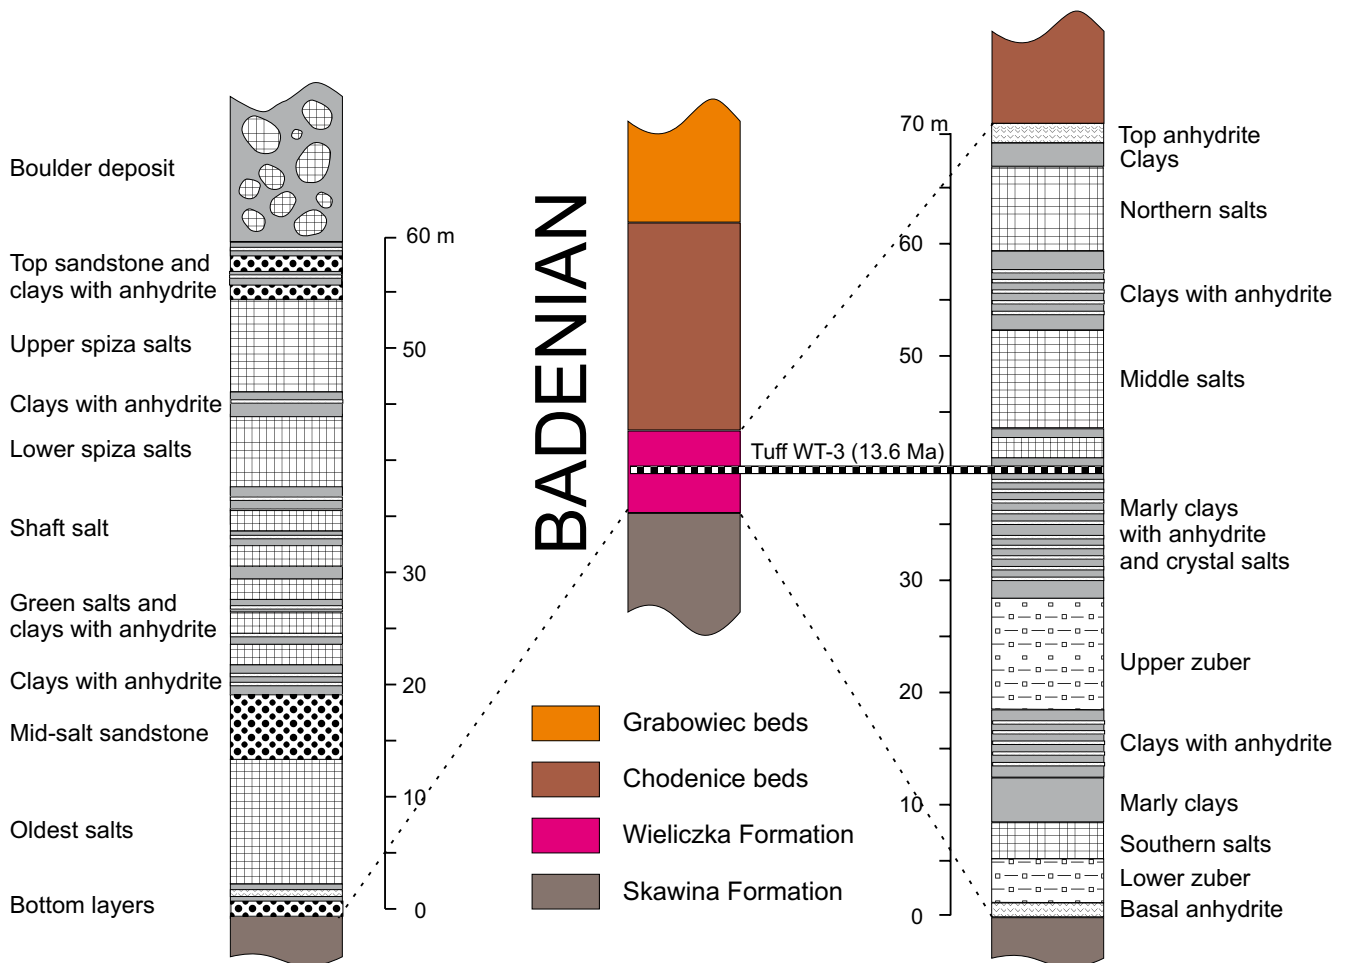 Boulder deposit
Top sandstone and
clays with anhydrite
Upper spiza salts
Clays with anhydrite
Lower spiza salts
Shaft salt
Green salts and
clays with anhydrite
Clays with anhydrite
Mid-salt sandstone
Oldest salts
Bottom layers
60 m
50
40
30
20
10
0
BADENIAN
Tuff WT-3 (13.6 Ma)
Grabowiec beds
Chodenice beds
Wieliczka Formation
Skawina Formation
70 m
60
50
30
20
10
0
Top anhydrite
Clays
Northern salts
Clays with anhydrite
Middle salts
Marly clays
with anhydrite
and crystal salts
Upper zuber
Clays with anhydrite
Marly clays
Southern salts
Lower zuber
Basal anhydrite